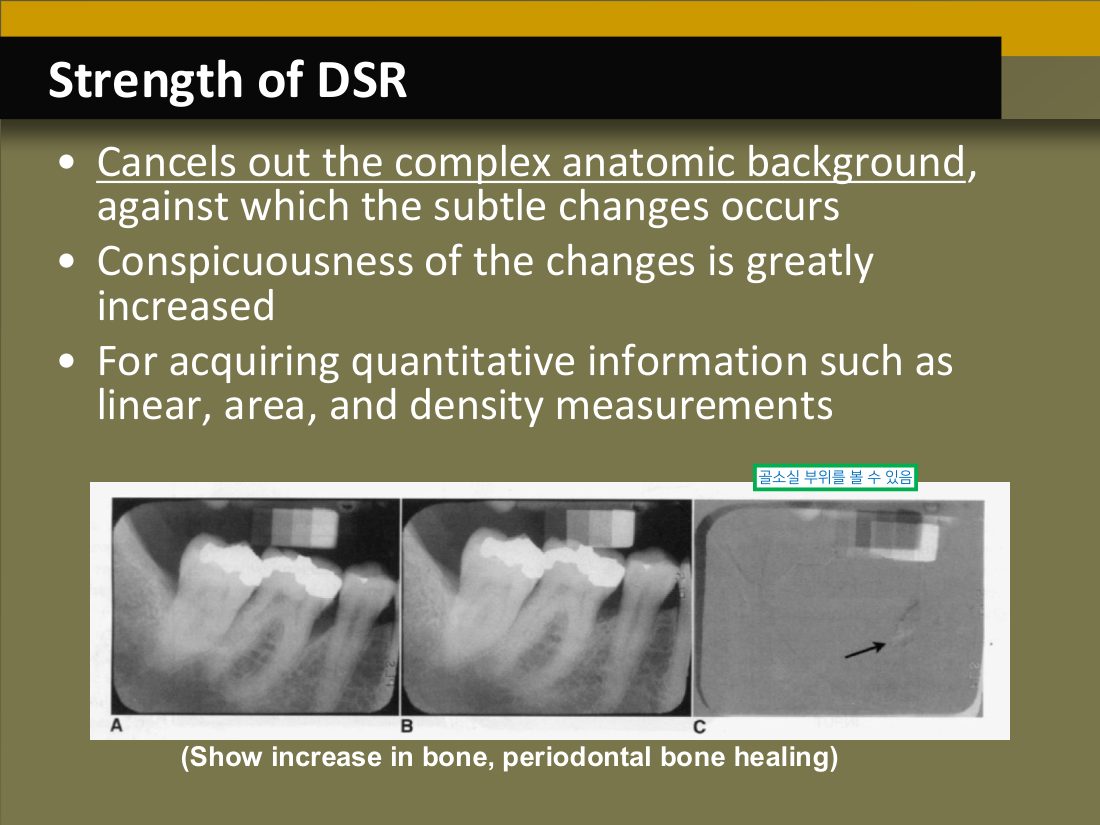 Strength of DSR
• Cancels out the complex anatomic background,
against which the subtle changes occurs
• Conspicuousness of the changes is greatly
increased
• For acquiring quantitative information such as
linear, area, and density measurements
골소실 부위를 볼 수 있음
A
B
C
(Show increase in bone, periodontal bone healing)